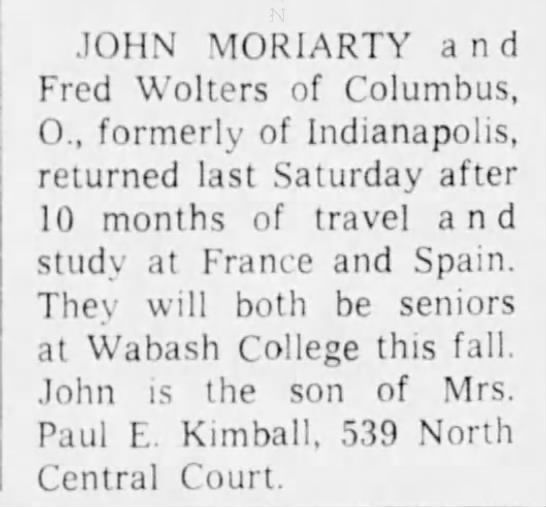 N
JOHN MORIARTY and
Fred Wolters of Columbus,
O., formerly of Indianapolis,
returned last Saturday after
10 months of travel and
study at France and Spain.
They will both be seniors
at Wabash College this fall.
John is the son of Mrs.
Paul E. Kimball, 539 North
Central Court.